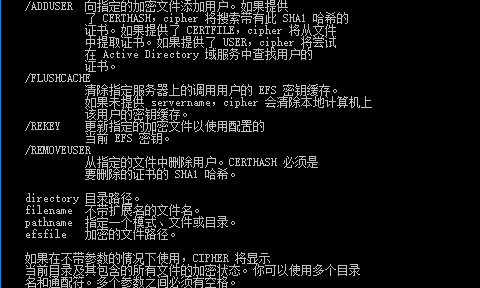 /ADDUSER 向指定的加密文件添加用户。如果提供
了 CERTHASH，cipher 将搜索带有此 SHA1 哈希的
证书。如果提供了 CERTFILE，cipher 将从文件
中提取证书。如果提供了 USER，cipher 将尝试
在 Active Directory 域服务中查找用户的
证书。
/FLUSHCACHE
清除指定服务器上的调用用户的 EFS 密钥缓存。
如果未提供 servername，cipher 会清除本地计算机上
该用户的密钥缓存。
/REKEY 更新指定的加密文件以使用配置的
当前 EFS 密钥。
/REMOVEUSER
从指定的文件中删除用户。CERTHASH 必须是
要删除的证书的 SHA1 哈希。
directory 目录路径。
filename 不带扩展名的文件名。
pathname 指定一个模式、文件或目录。
efsfile 加密的文件路径。
如果在不带参数的情况下使用，CIPHER 将显示
当前目录及其包含的所有文件的加密状态。你可以使用多个目录
名和通配符。多个参数之间必须有空格。